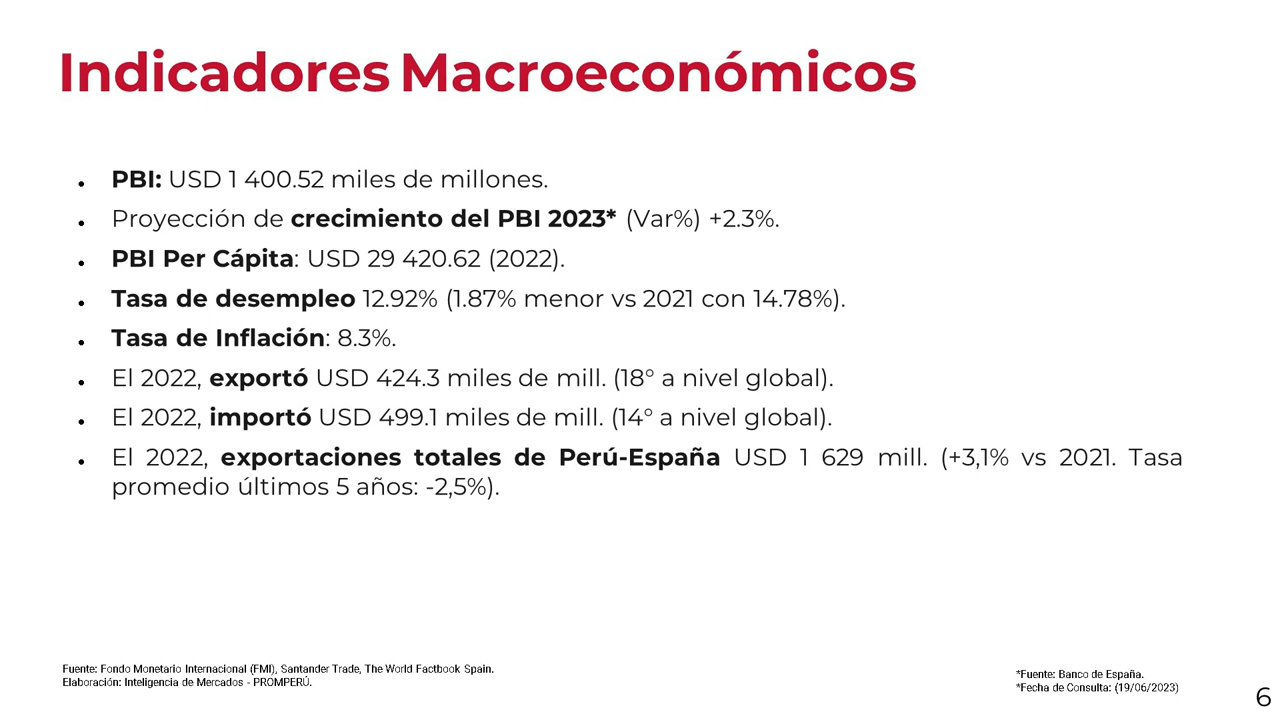 Indicadores Macroeconómicos
• PBI: USD 1 400.52 miles de millones.
• Proyección de crecimiento del PBI 2023* (Var%) +2.3%.
• PBI Per Cápita: USD 29 420.62 (2022).
• Tasa de desempleo 12.92% (1.87% menor vs 2021 con 14.78%).
• Tasa de Inflación: 8.3%.
• El 2022, exportó USD 424.3 miles de mill. (18° a nivel global).
• El 2022, importó USD 499.1 miles de mill. (14° a nivel global).
• El 2022, exportaciones totales de Perú-España USD 1 629 mill. (+3,1% vs 2021. Tasa
promedio últimos 5 años: -2,5%).
Fuente: Fondo Monetario Internacional (FMI), Santander Trade, The World Factbook Spain.
Elaboración: Inteligencia de Mercados - PROMPERÚ.
*Fuente: Banco de España.
*Fecha de Consulta: (19/06/2023)
6